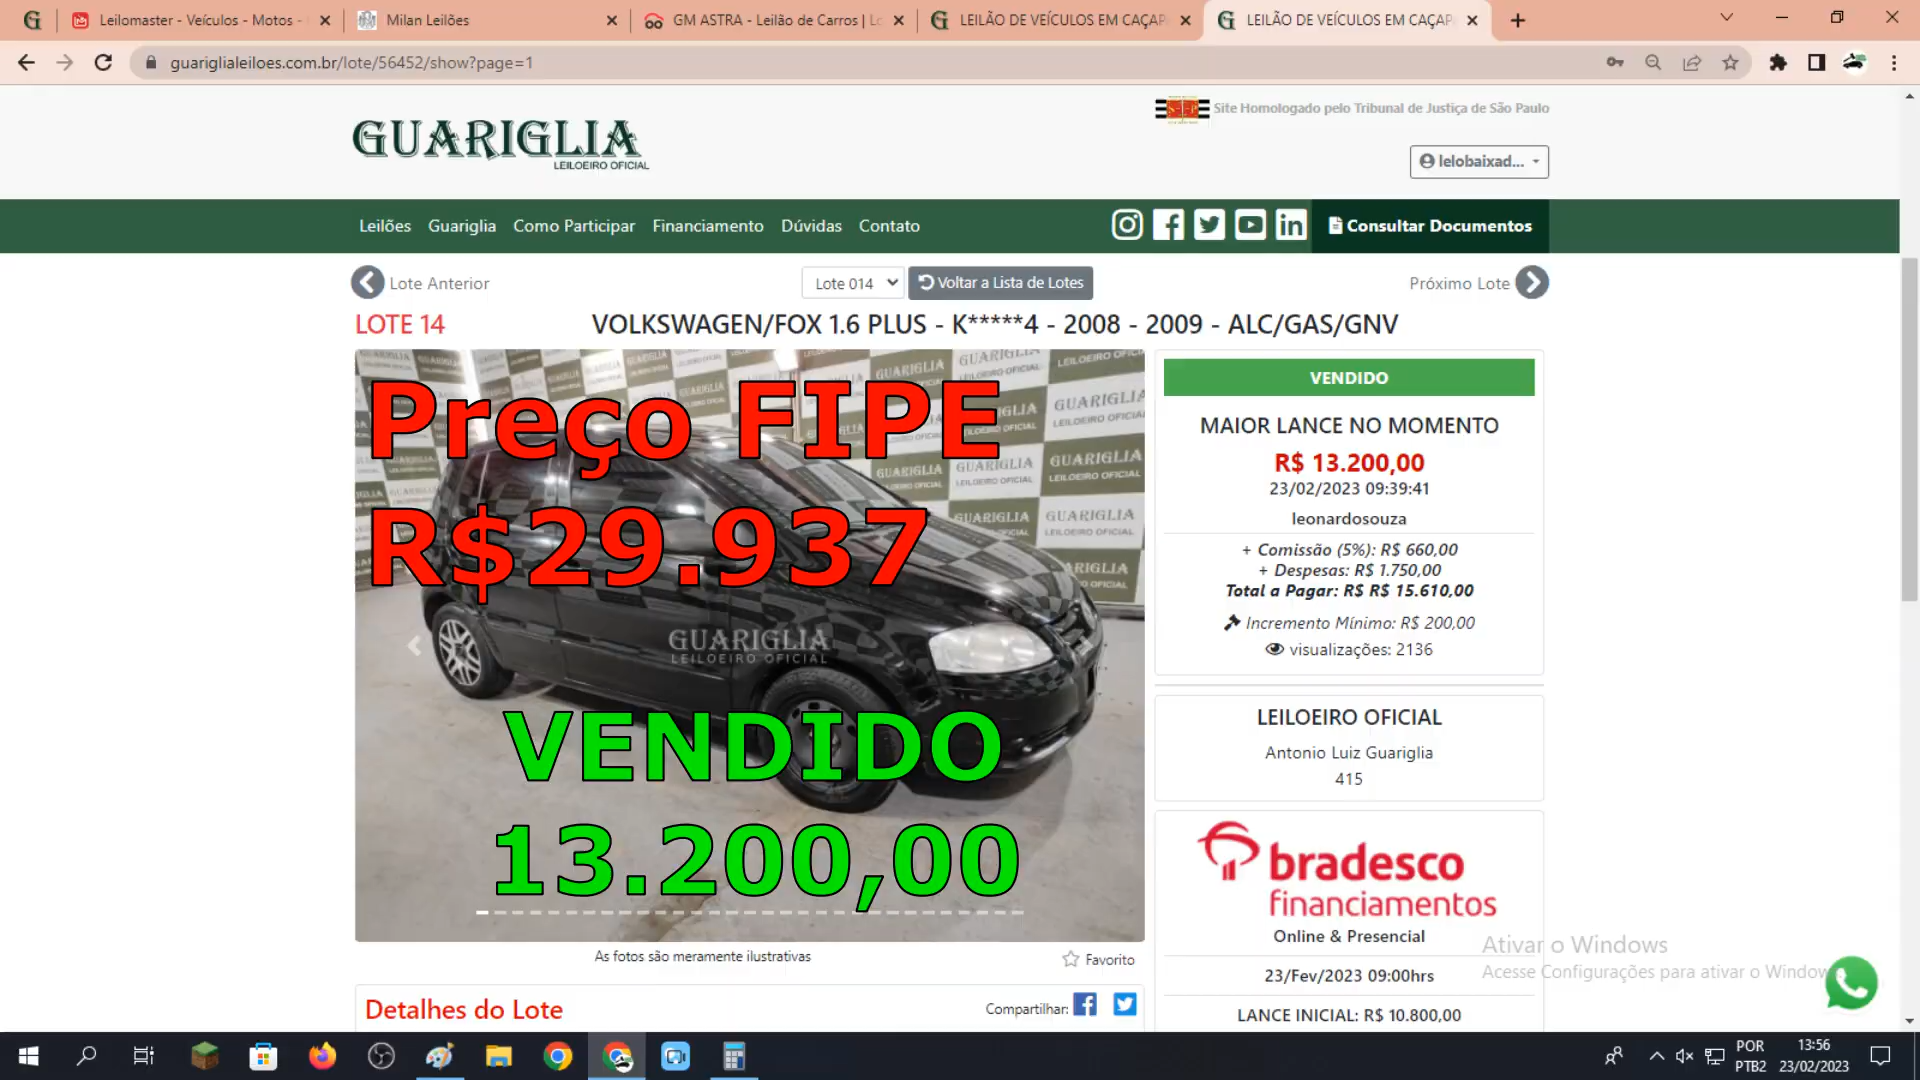 Leilomaster - Veículos - Motos -
Milan Leilões
GM ASTRA - Leilão de Carros | L
LEILÃO DE VEÍCULOS EM CAÇAP
LEILÃO DE VEÍCULOS EM CAÇAP
guariglialeiloes.com.br/lote/56452/show?page=1
GUARIGLIA
LEILOEIRO OFICIAL
Site Homologado pelo Tribunal de Justiça de São Paulo
lelobaixad...
Leilões Guariglia Como Participar Financiamento Dúvidas Contato
Consultar Documentos
Lote Anterior
Lote 014
Voltar a Lista de Lotes
Próximo Lote
LOTE 14
VOLKSWAGEN/FOX 1.6 PLUS - K*****4 - 2008 - 2009 - ALC/GAS/GNV
Preço FIPE
R$29.937
GUARIGLIA
LEILOEIRO OFICIAL
VENDIDO
13.200,00
As fotos são meramente ilustrativas
Favorito
Detalhes do Lote
Compartilhar:
VENDIDO
MAIOR LANCE NO MOMENTO
R$ 13.200,00
23/02/2023 09:39:41
leonardosouza
+ Comissão (5%): R$ 660,00
+ Despesas: R$ 1.750,00
Total a Pagar: R$ R$ 15.610,00
Incremento Mínimo: R$ 200,00
visualizações: 2136
LEILOEIRO OFICIAL
Antonio Luiz Guariglia
415
bradesco
financiamentos
Online & Presencial
23/Fev/2023 09:00hrs
LANCE INICIAL: R$ 10.800,00
Ativar o Windows
Acesse Configurações para ativar o Window
POR
PTB2
13:56
23/02/2023